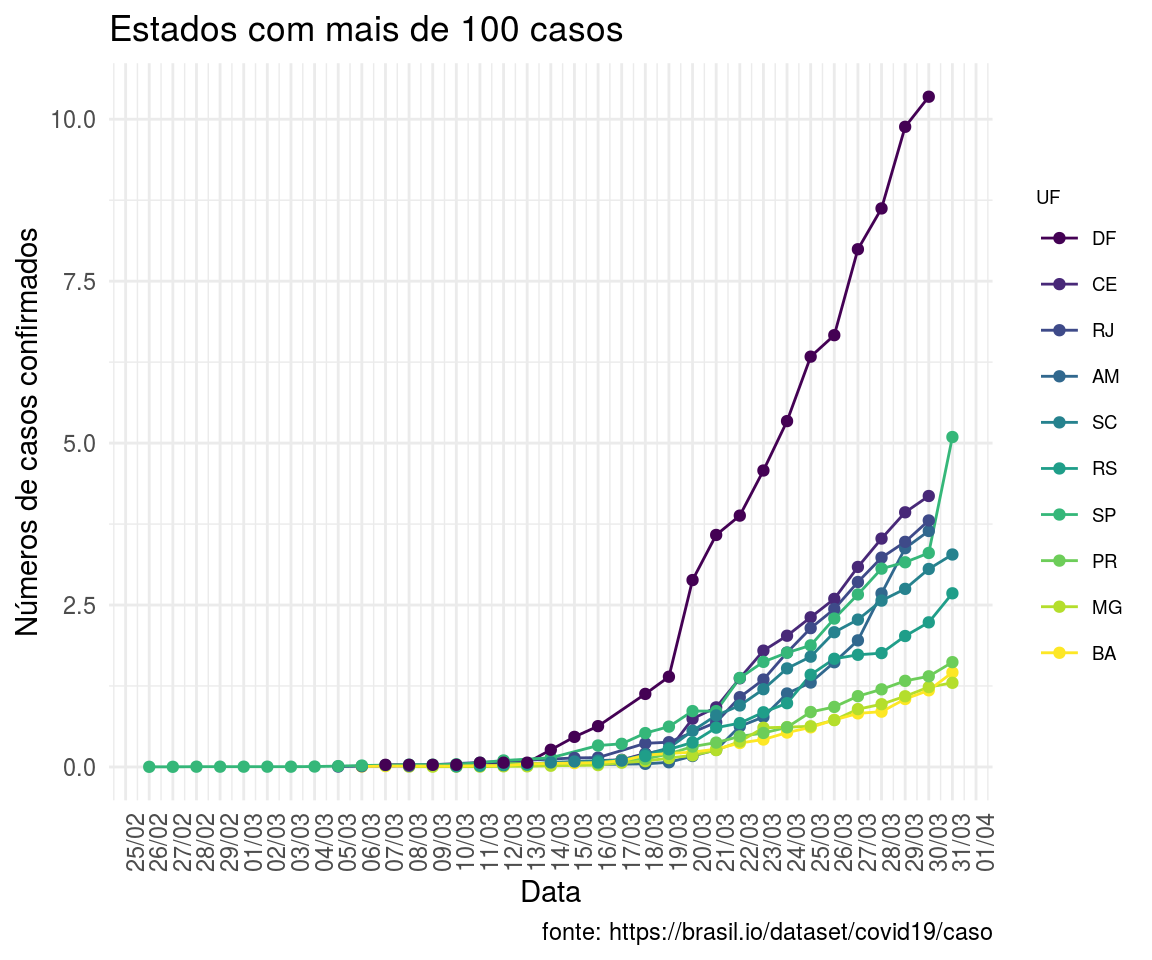 Estados com mais de 100 casos
Números de casos confirmados
10.0
7.5
5.0
2.5
0.0
25/02
26/02
27/02
28/02
29/02
01/03
02/03
03/03
04/03
05/03
06/03
07/03
08/03
09/03
10/03
11/03
12/03
13/03
14/03
15/03
16/03
17/03
18/03
19/03
20/03
21/03
22/03
23/03
24/03
25/03
26/03
27/03
28/03
29/03
30/03
31/03
01/04
Data
UF
DF
CE
RJ
AM
SC
RS
SP
PR
MG
BA
fonte: https://brasil.io/dataset/covid19/caso